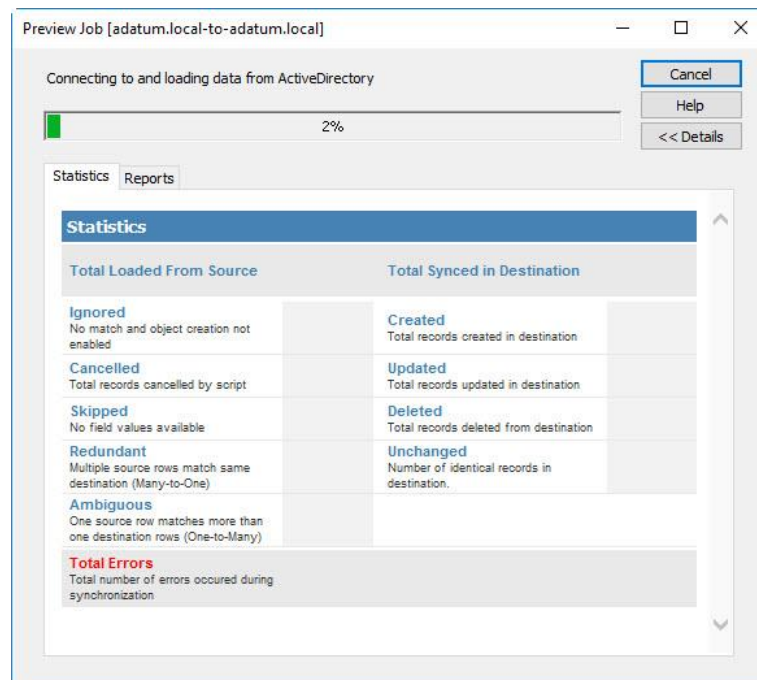 Preview Job [adatum.local-to-adatum.local]
Connecting to and loading data from ActiveDirectory
Cancel
Help
2%
<< Details
Statistics
Reports
Statistics
Total Loaded From Source
Total Synced in Destination
Ignored
No match and object creation not
enabled
Created
Total records created in destination
Cancelled
Total records cancelled by script
Updated
Total records updated in destination
Skipped
No field values available
Deleted
Total records deleted from destination
Redundant
Multiple source rows match same
destination (Many-to-One)
Unchanged
Number of identical records in
destination.
Ambiguous
One source row matches more than
one destination rows (One-to-Many)
Total Errors
Total number of errors occured during
synchronization